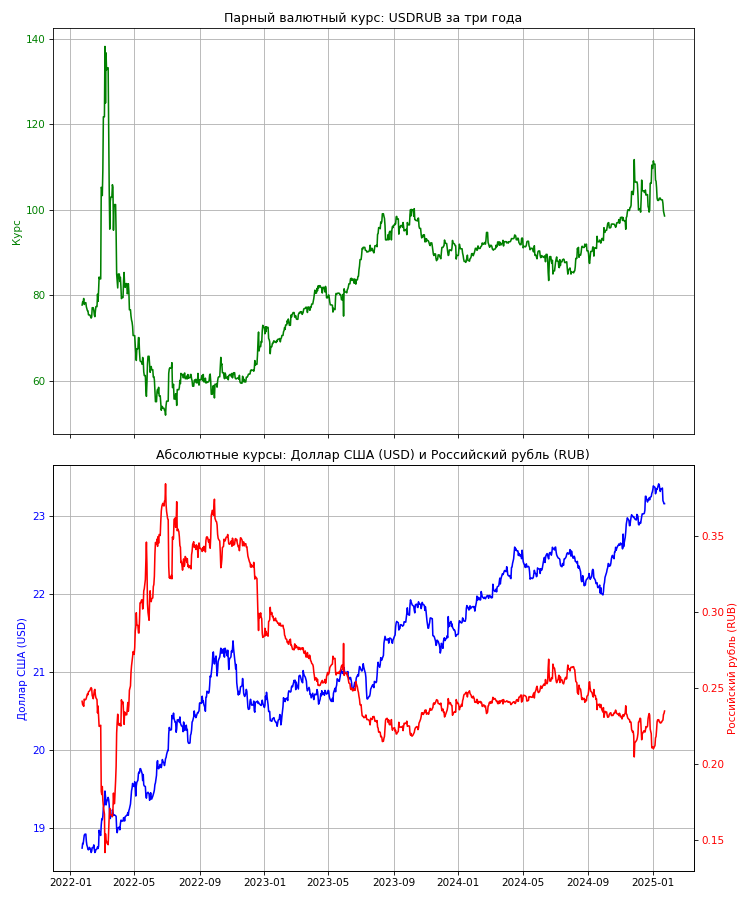 Парный валютный курс: USDRUB за три года
140
120
100
80
60
Курс
Абсолютные курсы: Доллар США (USD) и Российский рубль (RUB)
23
22
21
20
19
Доллар США (USD)
0.35
0.30
0.25
0.20
0.15
Российский рубль (RUB)
2022-01 2022-05 2022-09 2023-01 2023-05 2023-09 2024-01 2024-05 2024-09 2025-01